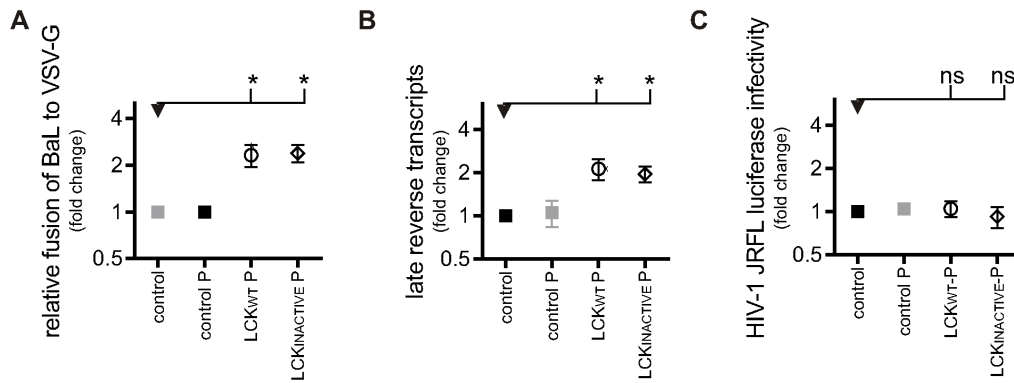 A
relative fusion of BaL to VSV-G
(fold change)
4
2
1
0.5
* *
control
control P
LCKWT P
LCKINACTIVE P
B
late reverse transcripts
(fold change)
4
2
1
0.5
* *
control
control P
LCKWT P
LCKINACTIVE P
C
HIV-1 JRFL luciferase infectivity
(fold change)
4
2
1
0.5
ns ns
control
control P
LCKWT-P
LCKINACTIVE-P